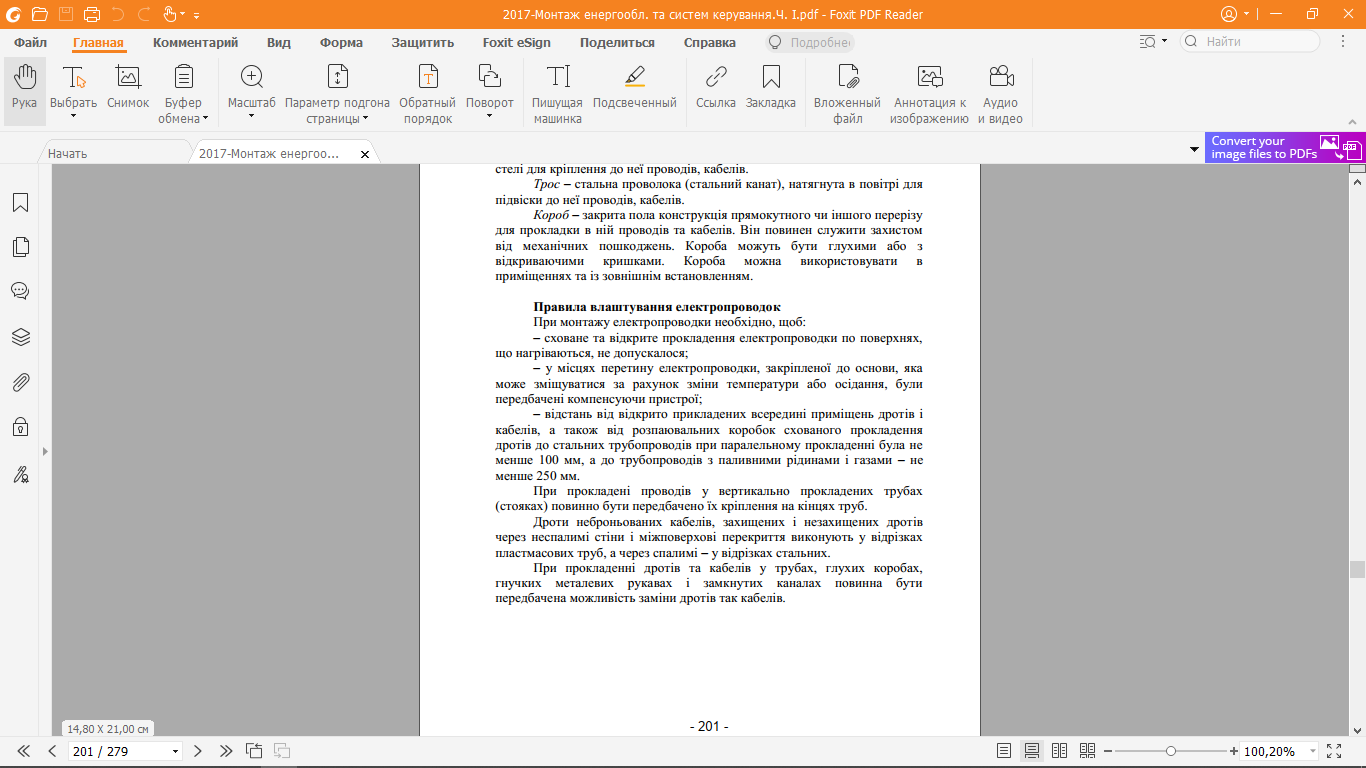 2017-Монтаж енергообл. та систем керування.Ч. I.pdf - Foxit PDF Reader
Файл Главная Комментарий Вид Форма Защитить Foxit eSign Поделиться Справка Подробнее Найти
Рука Выбрать Снимок Буфер обмена Масштаб Параметр подгона страницы Обратный порядок Поворот Пишущая машинка Подсвеченный Ссылка Закладка Вложенный файл Аннотация к изображению Аудио и видео
Начать 2017-Монтаж енергоо...
Convert your
image files to PDFs
PDF
стелі для кріплення до неї проводів, кабелів.
Трос – стальна проволока (стальний канат), натягнута в повітрі для
підвіски до неї проводів, кабелів.
Короб – закрита пола конструкція прямокутного чи іншого перерізу
для прокладки в ній проводів та кабелів. Він повинен служити захистом
від механічних пошкоджень. Короба можуть бути глухими або з
відкриваючими кришками. Короба можна використовувати в
приміщеннях та із зовнішнім встановленням.
Правила влаштування електропроводок
При монтажу електропроводки необхідно, щоб:
– сховане та відкрите прокладення електропроводки по поверхнях,
що нагріваються, не допускалося;
– у місцях перетину електропроводки, закріпленої до основи, яка
може зміщуватися за рахунок зміни температури або осідання, були
передбачені компенсуючи пристрої;
– відстань від відкрито прикладених всередині приміщень дротів і
кабелів, а також від розпаювальних коробок схованого прокладення
дротів до стальних трубопроводів при паралельному прокладенні була не
менше 100 мм, а до трубопроводів з паливними рідинами і газами – не
менше 250 мм.
При прокладені проводів у вертикально прокладених трубах
(стояках) повинно бути передбачено їх кріплення на кінцях труб.
Дроти неброньованих кабелів, захищених і незахищених дротів
через неспалимі стіни і міжповерхові перекриття виконують у відрізках
пластмасових труб, а через спалимі – у відрізках стальних.
При прокладенні дротів та кабелів у трубах, глухих коробах,
гнучких металевих рукавах і замкнутих каналах повинна бути
передбачена можливість заміни дротів так кабелів.
- 201 -
14,80 X 21,00 см
201 / 279
100,20%